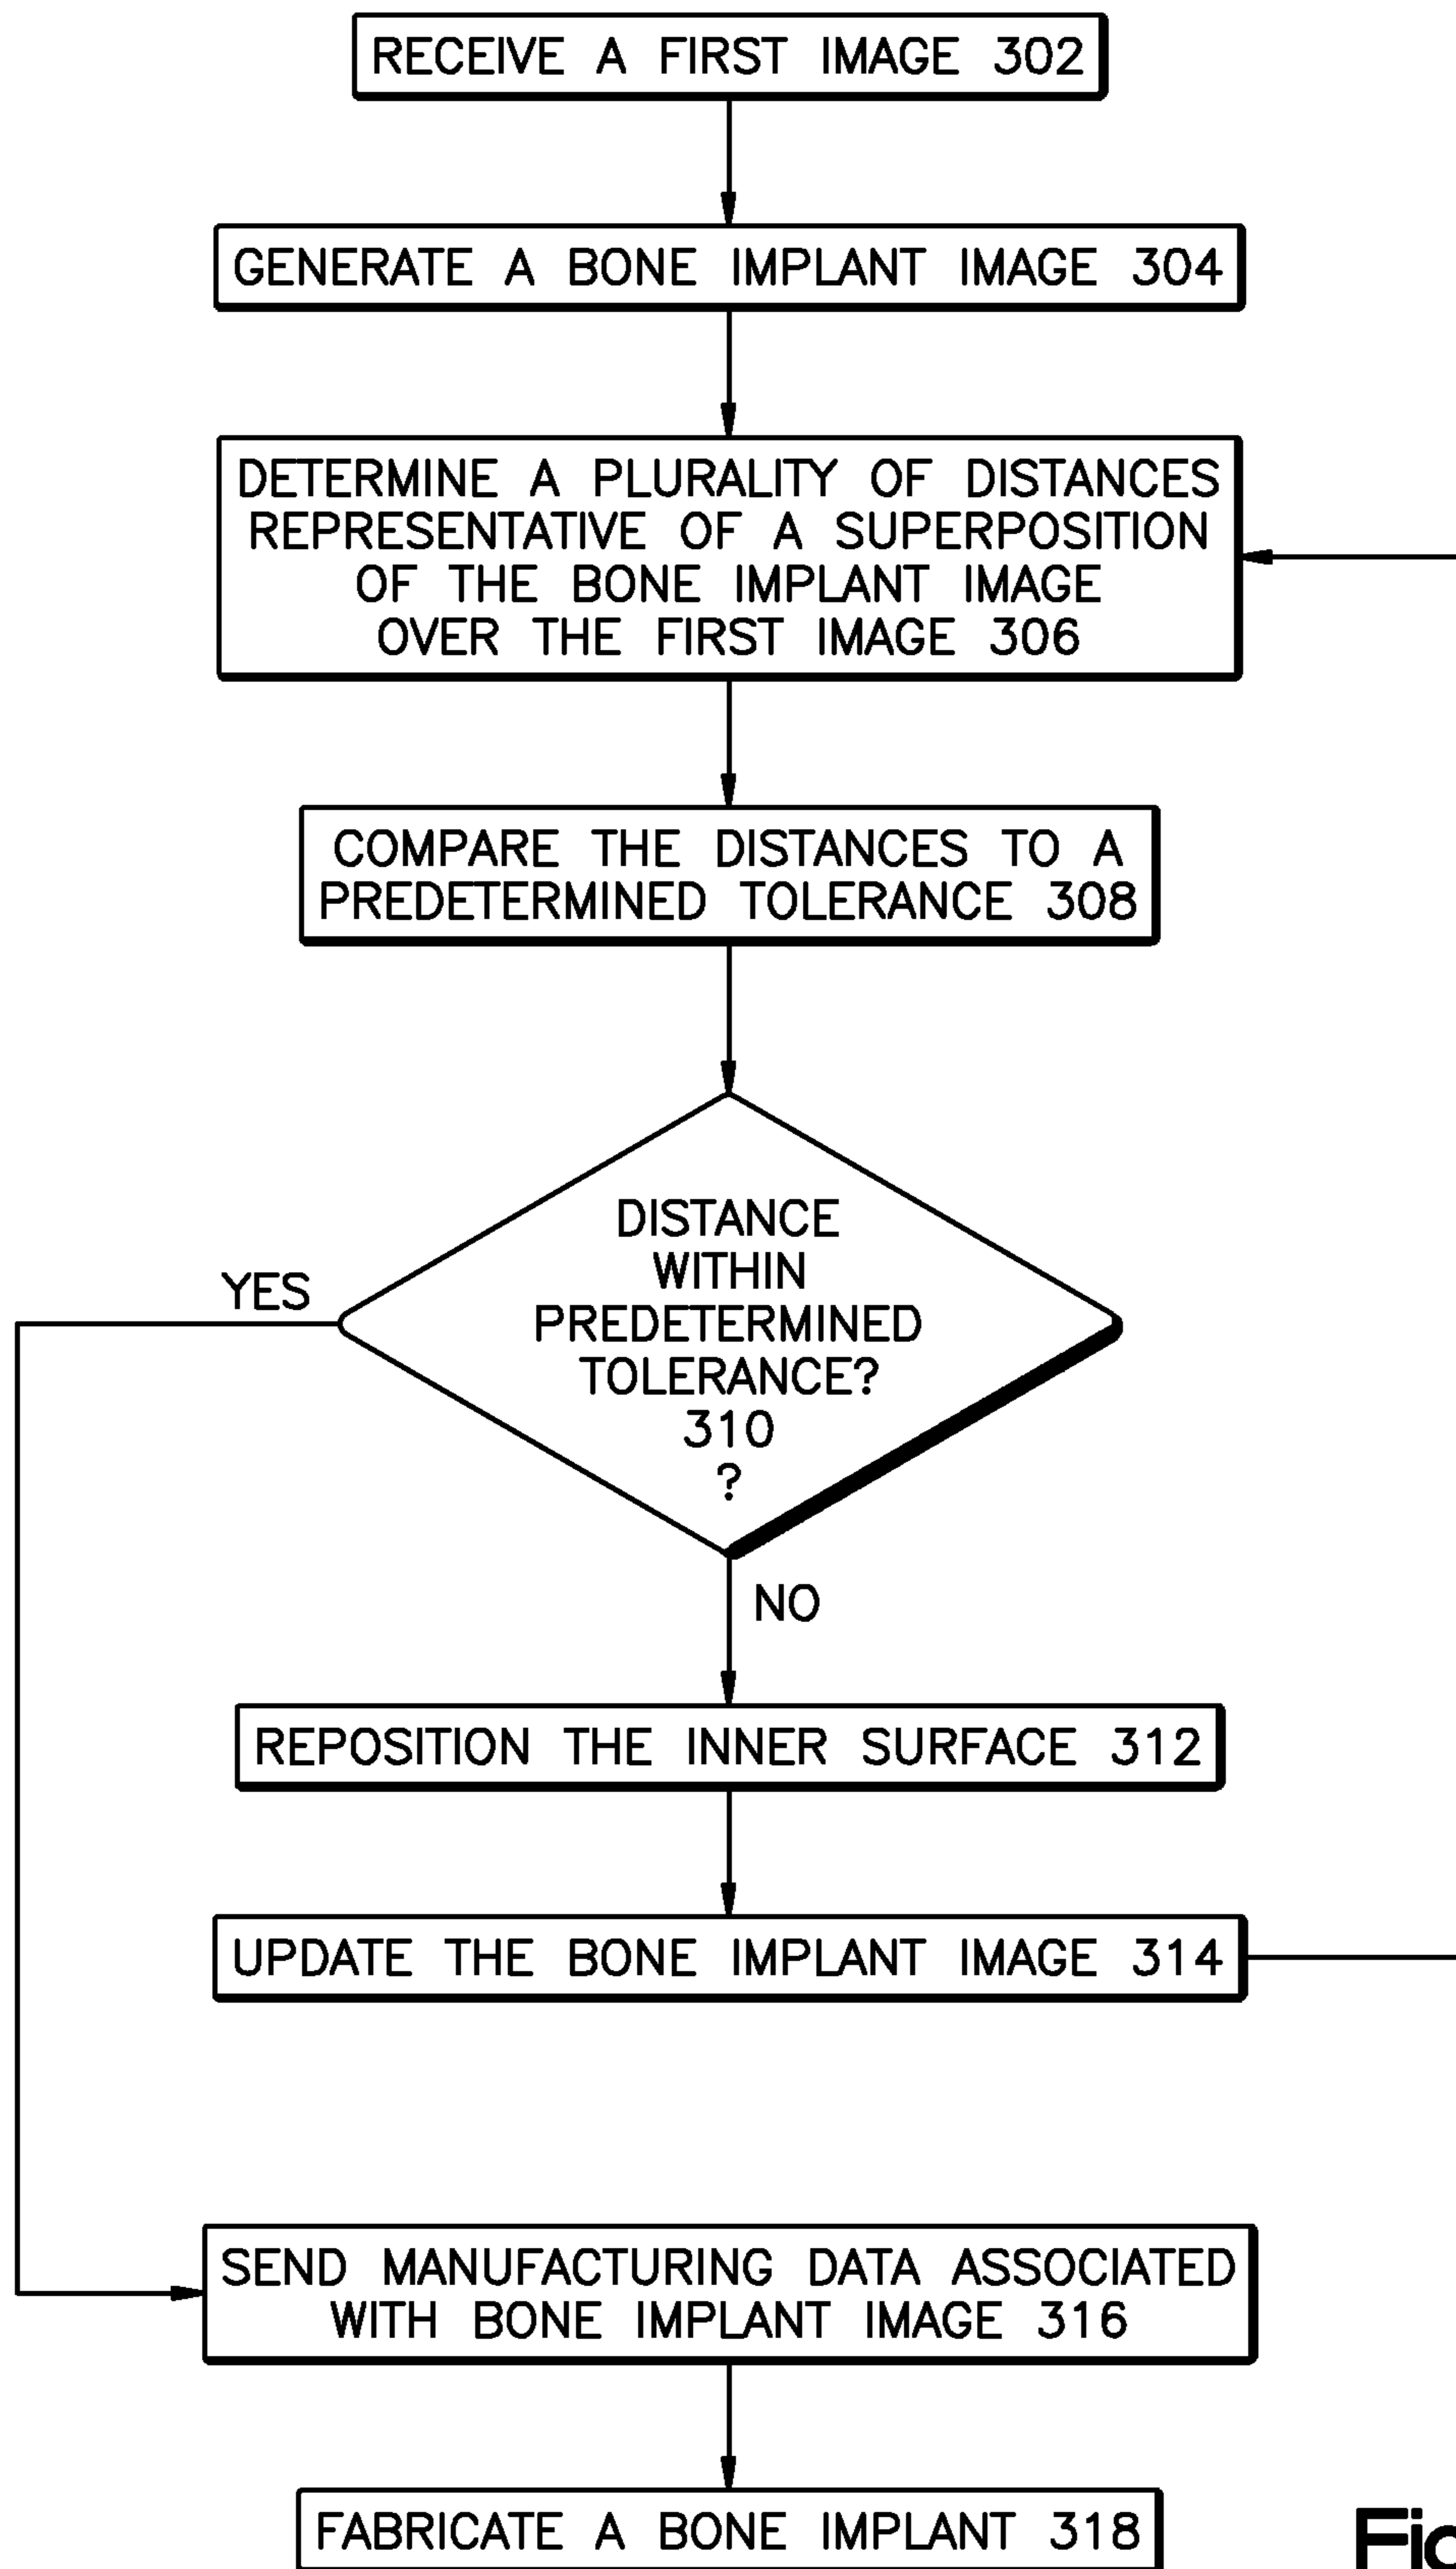 RECEIVE A FIRST IMAGE 302
GENERATE A BONE IMPLANT IMAGE 304
DETERMINE A PLURALITY OF DISTANCES
REPRESENTATIVE OF A SUPERPOSITION
OF THE BONE IMPLANT IMAGE
OVER THE FIRST IMAGE 306
COMPARE THE DISTANCES TO A
PREDETERMINED TOLERANCE 308
DISTANCE
WITHIN
PREDETERMINED
TOLERANCE?
310
?
YES
NO
REPOSITION THE INNER SURFACE 312
UPDATE THE BONE IMPLANT IMAGE 314
SEND MANUFACTURING DATA ASSOCIATED
WITH BONE IMPLANT IMAGE 316
FABRICATE A BONE IMPLANT 318